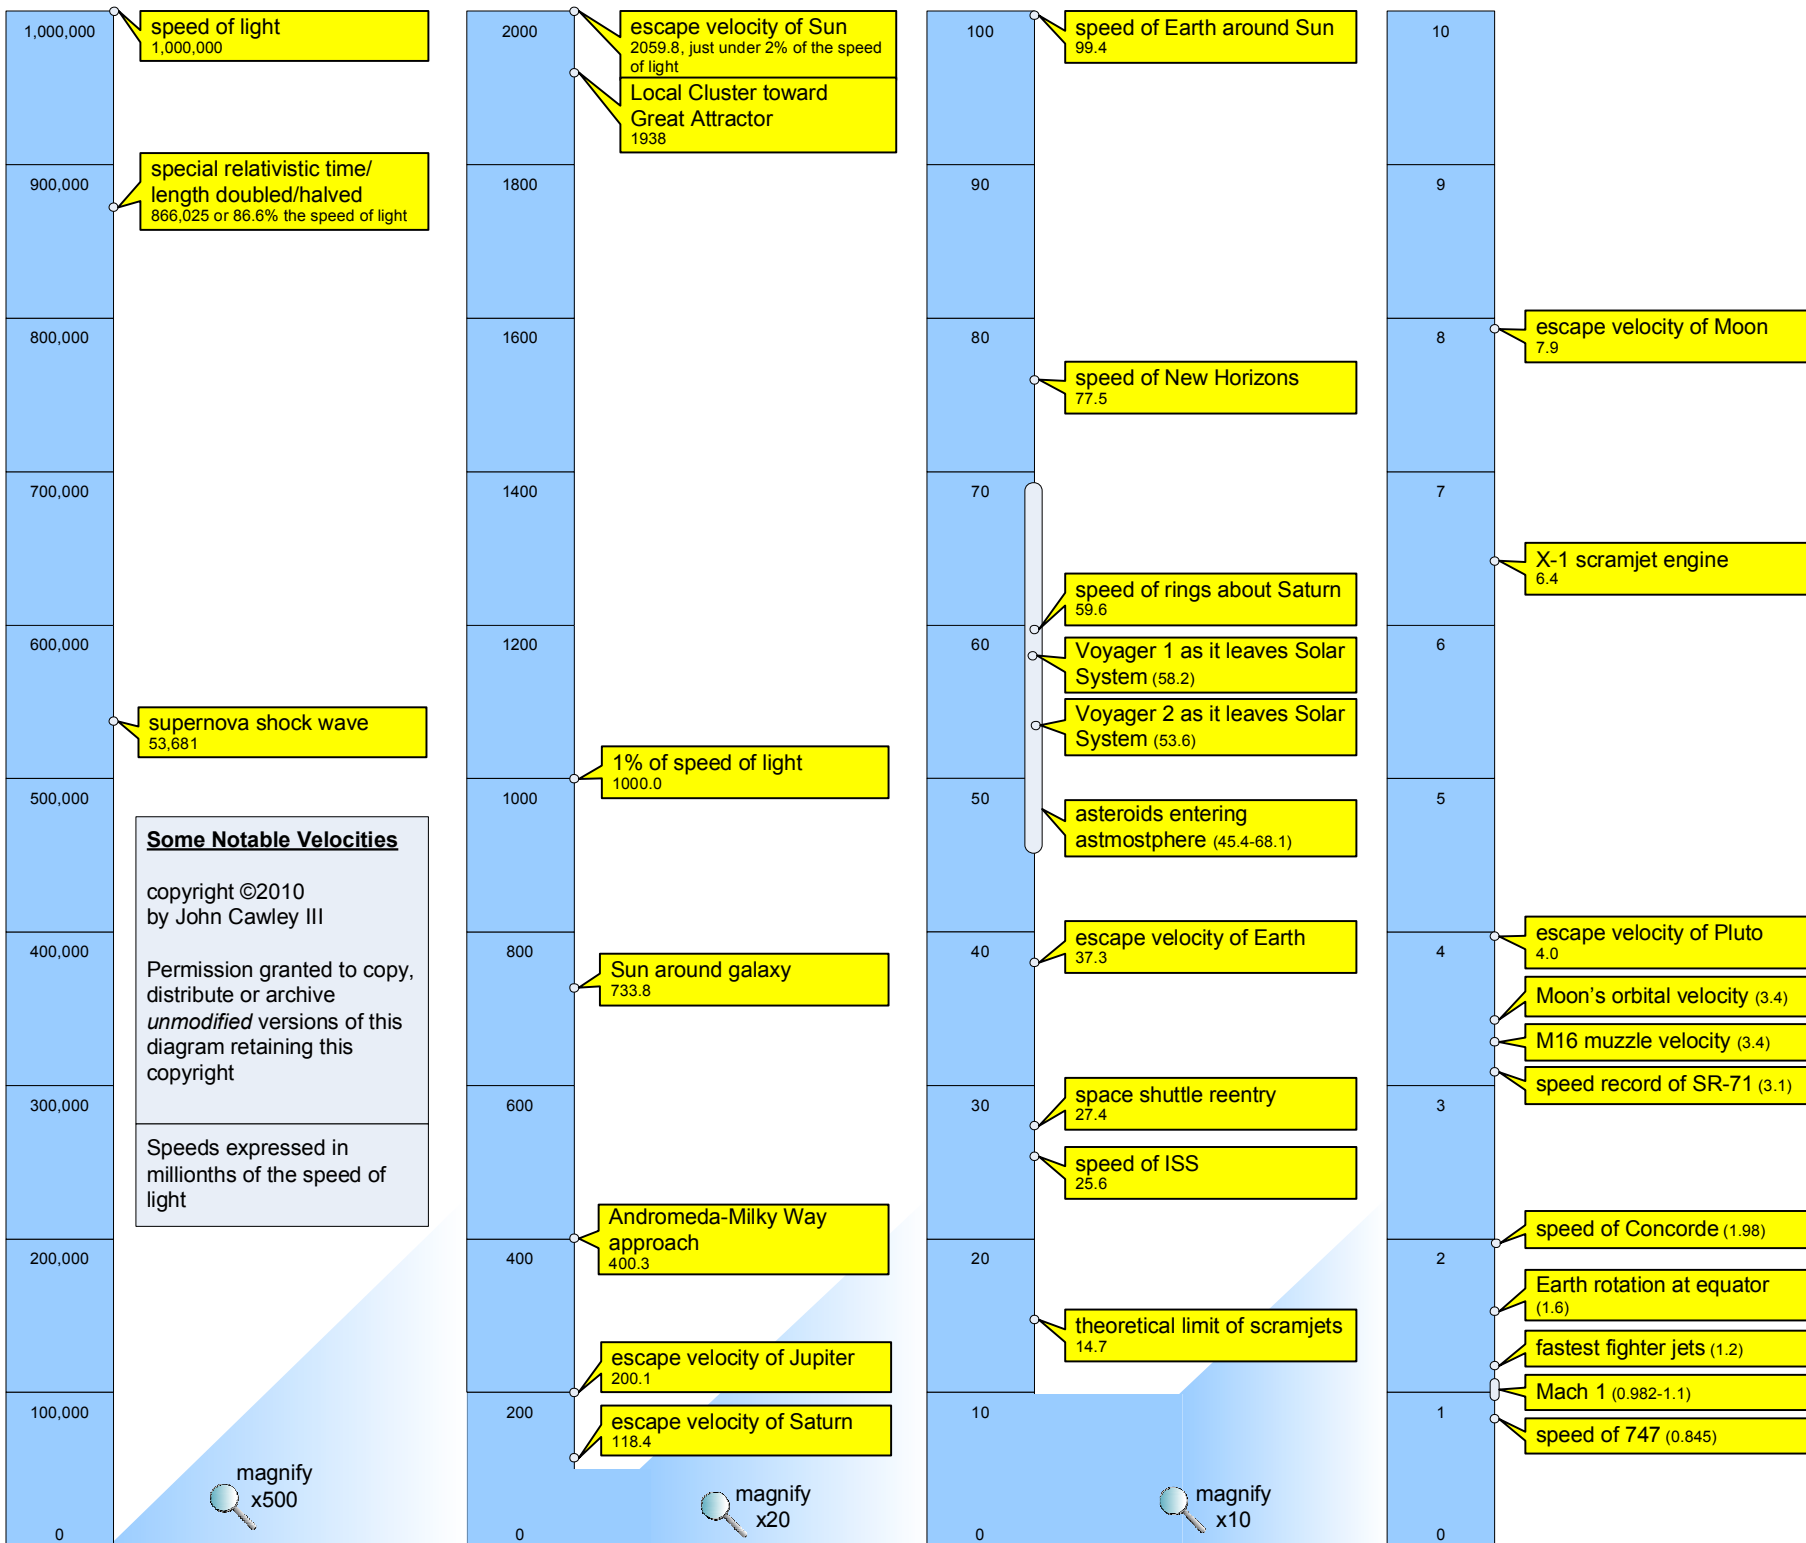 1,000,000
900,000
800,000
700,000
600,000
500,000
400,000
300,000
200,000
100,000
0
speed of light
1,000,000
special relativistic time/
length doubled/halved
866,025 or 86.6% the speed of light
supernova shock wave
53,681
Some Notable Velocities
copyright ©2010
by John Cawley III
Permission granted to copy,
distribute or archive
unmodified versions of this
diagram retaining this
copyright
Speeds expressed in
millionths of the speed of
light
magnify
x500
2000
1800
1600
1400
1200
1000
800
600
400
200
0
escape velocity of Sun
2059.8, just under 2% of the speed
of light
Local Cluster toward
Great Attractor
1938
1% of speed of light
1000.0
Sun around galaxy
733.8
Andromeda-Milky Way
approach
400.3
escape velocity of Jupiter
200.1
escape velocity of Saturn
118.4
magnify
x20
100
90
80
70
60
50
40
30
20
10
0
speed of Earth around Sun
99.4
speed of New Horizons
77.5
speed of rings about Saturn
59.6
Voyager 1 as it leaves Solar
System (58.2)
Voyager 2 as it leaves Solar
System (53.6)
asteroids entering
astmostphere (45.4-68.1)
escape velocity of Earth
37.3
space shuttle reentry
27.4
speed of ISS
25.6
theoretical limit of scramjets
14.7
magnify
x10
10
9
8
7
6
5
4
3
2
1
0
escape velocity of Moon
7.9
X-1 scramjet engine
6.4
escape velocity of Pluto
4.0
Moon's orbital velocity (3.4)
M16 muzzle velocity (3.4)
speed record of SR-71 (3.1)
speed of Concorde (1.98)
Earth rotation at equator
(1.6)
fastest fighter jets (1.2)
Mach 1 (0.982-1.1)
speed of 747 (0.845)